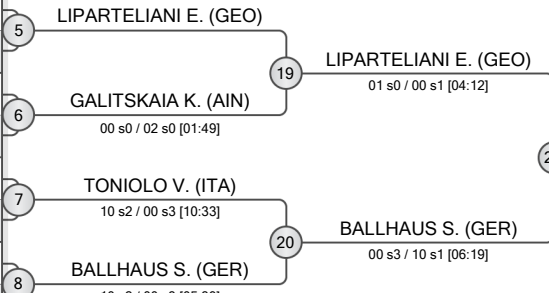 LIPARTELIANI E. (GEO)
5
19
LIPARTELIANI E. (GEO)
01 s0 / 00 s1 [04:12]
GALITSKAIA K. (AIN)
6
00 s0 / 02 s0 [01:49]
TONIOLO V. (ITA)
7
10 s2 / 00 s3 [10:33]
20
BALLHAUS S. (GER)
00 s3 / 10 s1 [06:19]
BALLHAUS S. (GER)
8